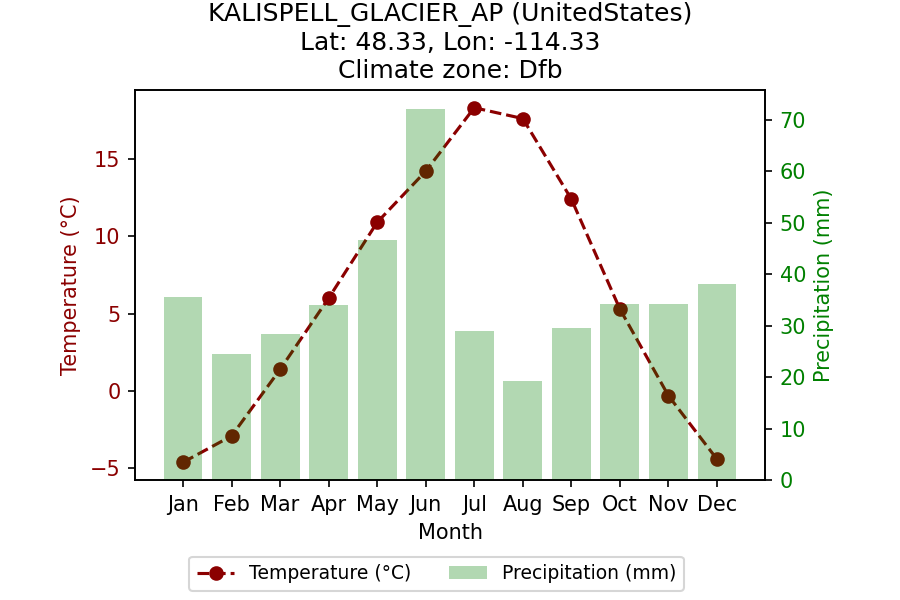 KALISPELL_GLACIER_AP (UnitedStates)
Lat: 48.33, Lon: -114.33
Climate zone: Dfb
Temperature (°C)
15
10
5
0
−5
70
60
50
40
30
20
10
0
Precipitation (mm)
Jan Feb Mar Apr May Jun Jul Aug Sep Oct Nov Dec
Month
Temperature (°C) Precipitation (mm)